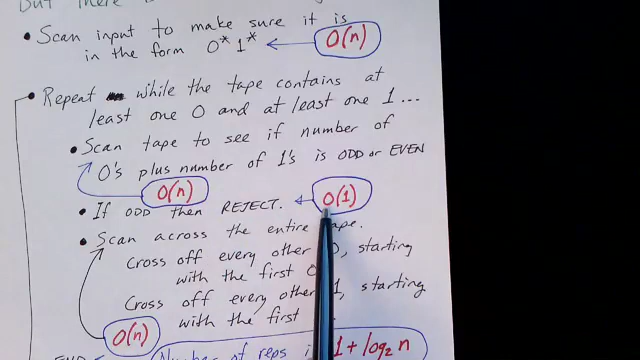 But there is
• Scan input to make sure it is
in the form 0*1* O(n)
• Repeat while the tape contains at
least one 0 and at least one 1 ...
• Scan tape to see if number of
0's plus number of 1's is ODD or EVEN
O(n)
• If ODD then REJECT. O(1)
• Scan across the entire tape.
Cross off every other 0, starting
with the first 0
Cross off every other 1, starting
with the first
O(n)
END Number of reps is 1 + log₂ n